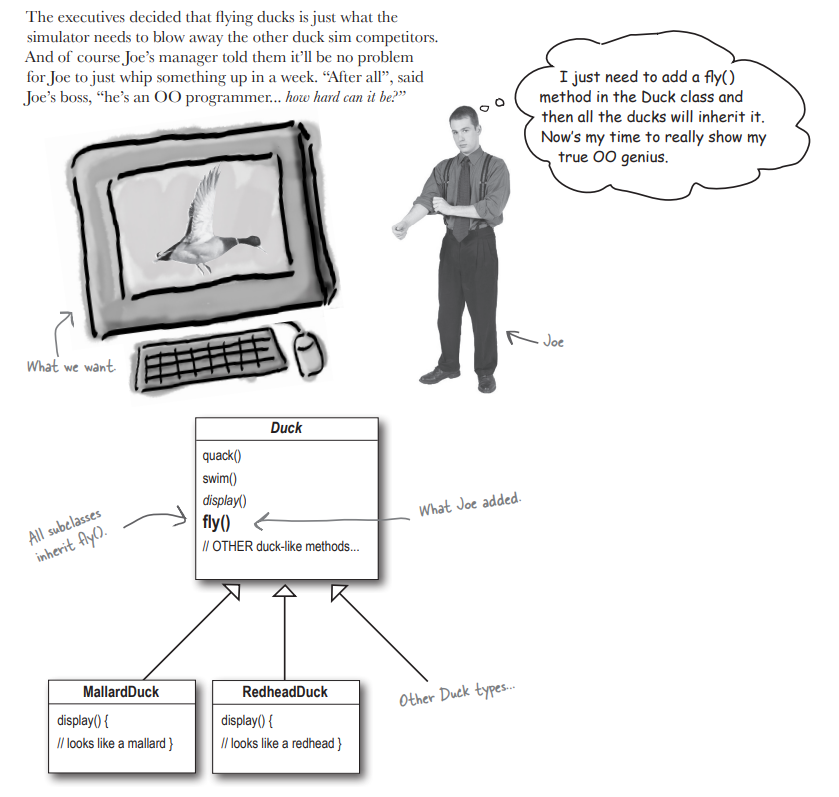 The executives decided that flying ducks is just what the
simulator needs to blow away the other duck sim competitors.
And of course Joe's manager told them it'll be no problem
for Joe to just whip something up in a week. “After all”, said
Joe's boss, “he's an OO programmer... how hard can it be?”
I just need to add a fly()
method in the Duck class and
then all the ducks will inherit it.
Now's my time to really show my
true OO genius.
What we want.
Joe
Duck
quack()
swim()
display()
fly()
// OTHER duck-like methods...
All subclasses
inherit fly().
What Joe added.
MallardDuck
display() {
// looks like a mallard }
RedheadDuck
display() {
// looks like a redhead }
Other Duck types...